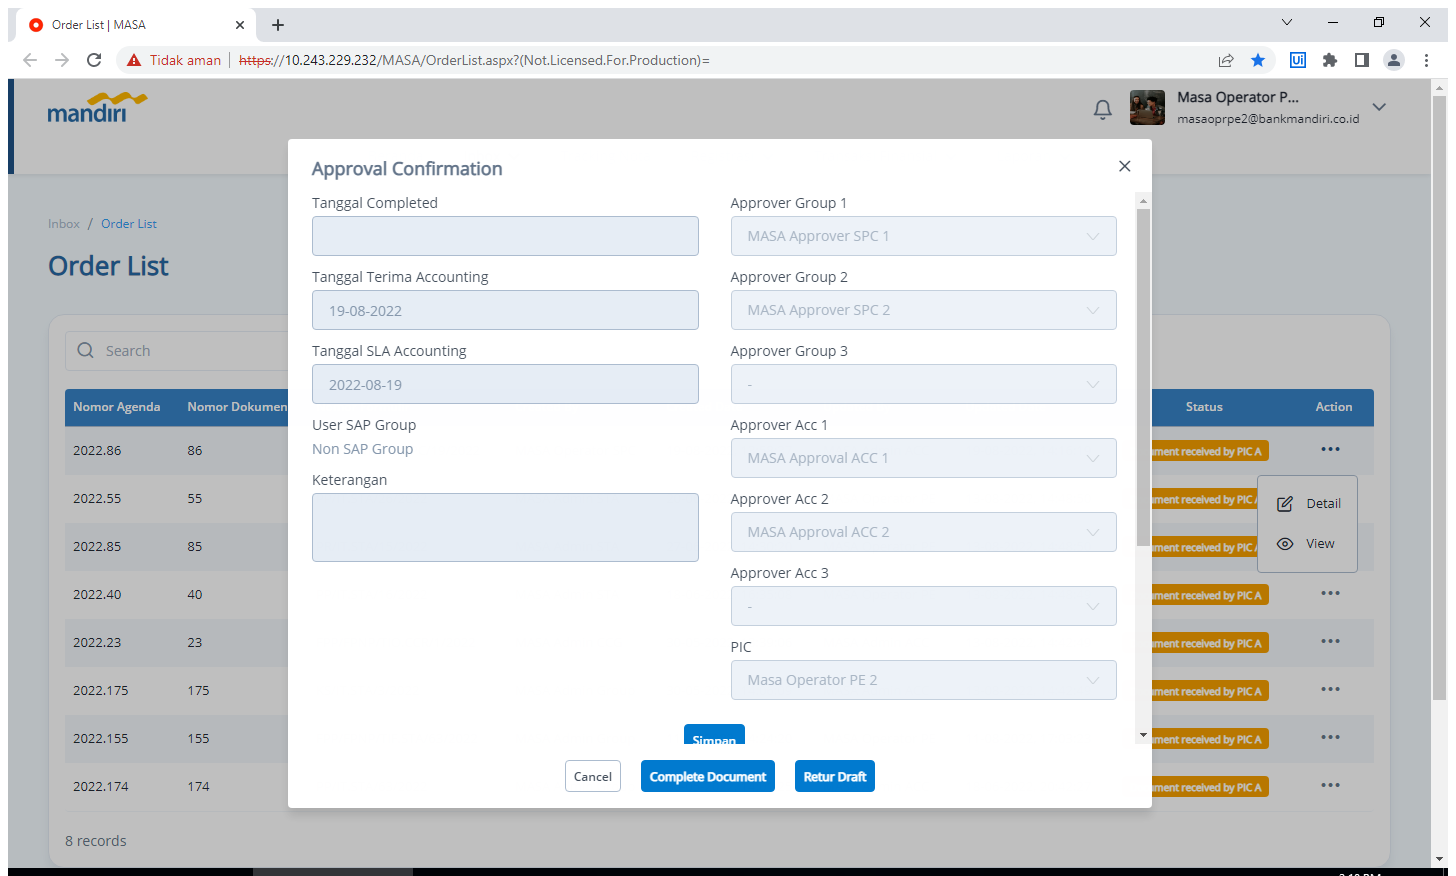 Order List | MASA
Tidak aman
https://10.243.229.232/MASA/OrderList.aspx?(Not.Licensed.For.Production)=
Ui
mandiri
Masa Operator P...
masaoprpe2@bankmandiri.co.id
Inbox / Order List
Order List
Search
Nomor Agenda Nomor Dokumen Status Action
2022.86 86 ment received by PIC A
2022.55 55 ment received by PIC A
2022.85 85 ment received by PIC A
2022.40 40 ment received by PIC A
2022.23 23 ment received by PIC A
2022.175 175 ment received by PIC A
2022.155 155 ment received by PIC A
2022.174 174 ment received by PIC A
8 records
Detail
View
Approval Confirmation
Tanggal Completed
Tanggal Terima Accounting
19-08-2022
Tanggal SLA Accounting
2022-08-19
User SAP Group
Non SAP Group
Keterangan
Approver Group 1
MASA Approver SPC 1
Approver Group 2
MASA Approver SPC 2
Approver Group 3
-
Approver Acc 1
MASA Approval ACC 1
Approver Acc 2
MASA Approval ACC 2
Approver Acc 3
-
PIC
Masa Operator PE 2
Simpan
Cancel
Complete Document
Retur Draft